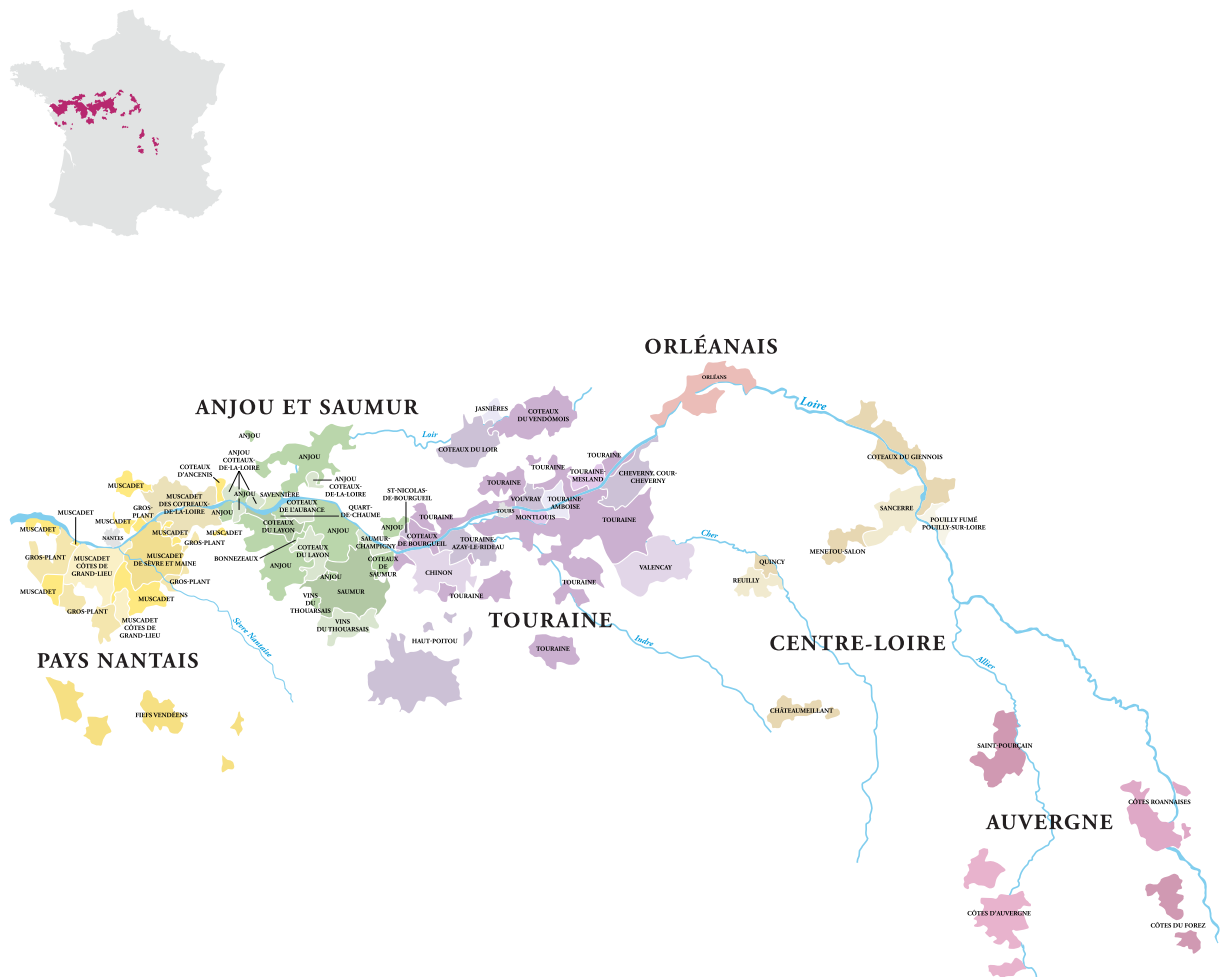 ORLÉANAIS
ORLÉANS
Loire
ANJOU ET SAUMUR
JASNIÈRES
COTEAUX
DU VENDÔMOIS
Loir
COTEAUX DU LOIR
ANJOU
ANJOU
COTEAUX-
DE-LA-LOIRE
ANJOU
COTEAUX
D'ANCENIS
MUSCADET
MUSCADET
DES COTREAUX-
DE-LA-LOIRE
ANJOU
SAVENNIÈRE
ANJOU
COTEAUX-
DE-LA-LOIRE
COTEAUX
DE L'AUBANCE
QUART-
DE-CHAUME
ANJOU
GROS-
PLANT
MUSCADET
MUSCADET
MUSCADET
NANTES
MUSCADET
MUSCADET
GROS-PLANT
COTEAUX
DU LAYON
ANJOU
ANJOU
SAUMUR-
CHAMPIGNY
GROS-PLANT
MUSCADET
CÔTES DE
GRAND-LIEU
MUSCADET
DE SÈVRE ET MAINE
BONNEZEAUX
COTEAUX
DU LAYON
ANJOU
ANJOU
COTEAUX
DE
SAUMUR
GROS-PLANT
MUSCADET
MUSCADET
GROS-PLANT
MUSCADET
CÔTES DE
GRAND-LIEU
VINS
DU
THOUARSAIS
SAUMUR
VINS
DU THOUARSAIS
Sèvre Nantaise
PAYS NANTAIS
FIEFS VENDÉENS
ST-NICOLAS-
DE-BOURGUEIL
TOURAINE
COTEAUX
DE BOURGUEIL
TOURAINE-
AZAY-LE-RIDEAU
CHINON
TOURAINE
TOURAINE
TOURAINE
TOURAINE
TOURAINE-
MESLAND
CHEVERNY, COUR-
CHEVERNY
VOUVRAY
TOURAINE-
AMBOISE
TOURS
MONTLOUIS
TOURAINE
VALENCAY
TOURAINE
TOURAINE
HAUT-POITOU
TOURAINE
Indre
Cher
QUINCY
REUILLY
COTEAUX DU GIENNOIS
SANCERRE
POUILLY FUMÉ
POUILLY-SUR-LOIRE
MENETOU-SALON
CENTRE-LOIRE
Allier
CHÂTEAUMEILLANT
SAINT-POURÇAIN
CÔTES ROANNAISES
AUVERGNE
CÔTES D'AUVERGNE
CÔTES DU FOREZ